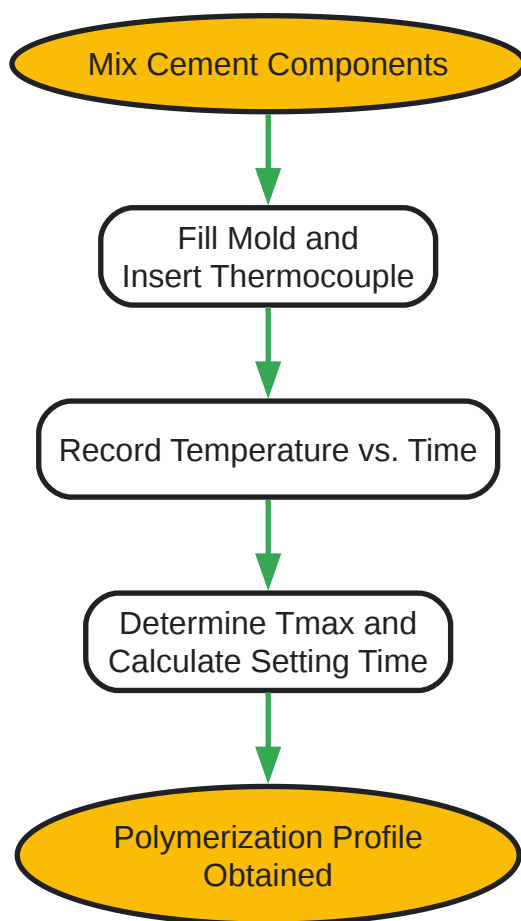 Mix Cement Components
Fill Mold and
Insert Thermocouple
Record Temperature vs. Time
Determine Tmax and
Calculate Setting Time
Polymerization Profile
Obtained